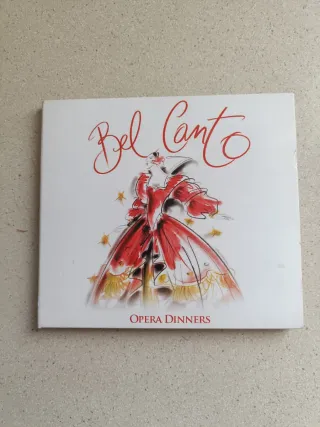 Bel Canto
OPERA DINNERS